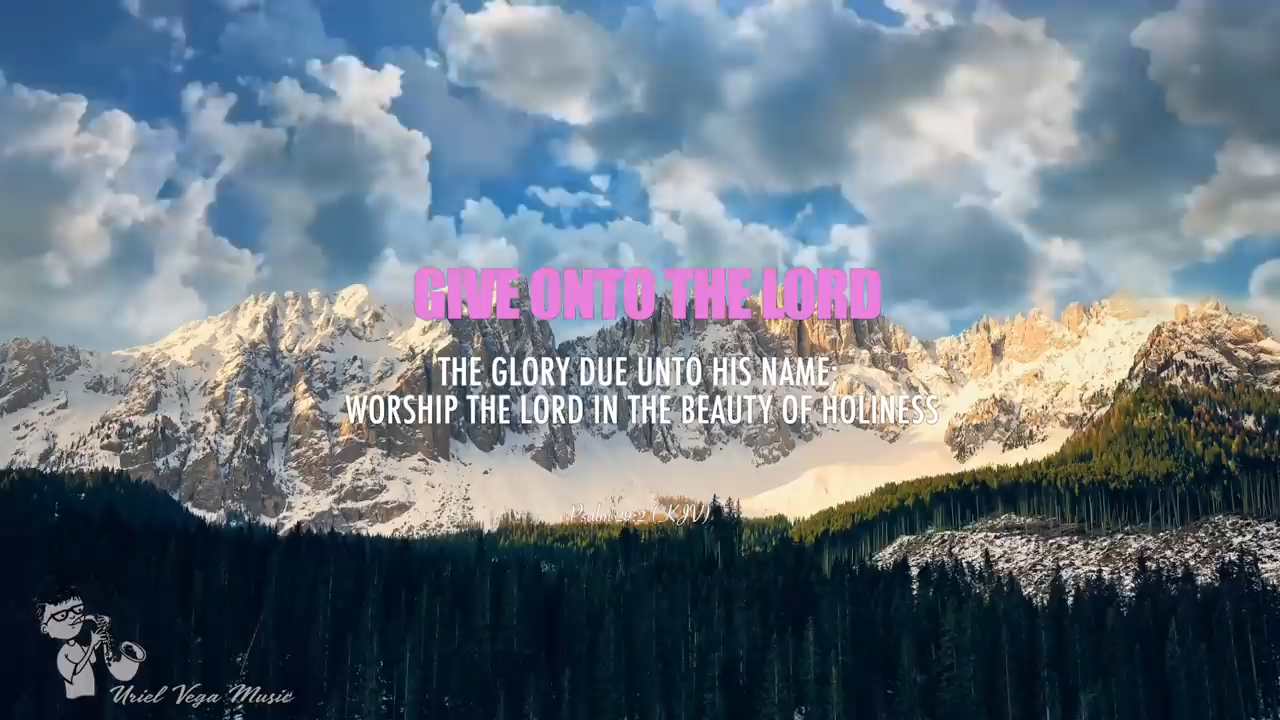 GIVE ONTO THE LORD
THE GLORY DUE UNTO HIS NAME;
WORSHIP THE LORD IN THE BEAUTY OF HOLINESS
(KJV)
Uriel Vega Music